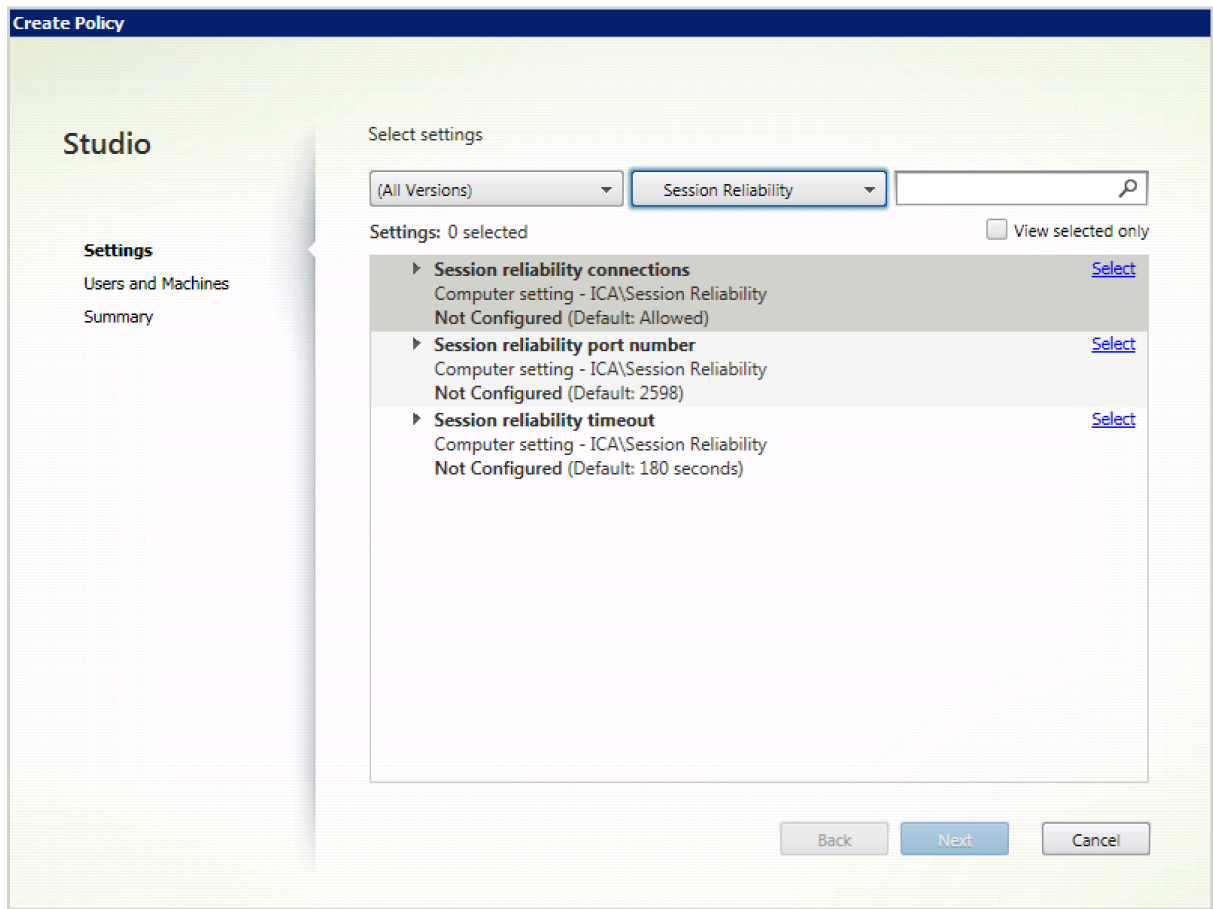 Create Policy
Studio
Settings
Users and Machines
Summary
Select settings
(All Versions)
Session Reliability
Settings: 0 selected
View selected only
Session reliability connections
Select
Computer setting - ICA\Session Reliability
Not Configured (Default: Allowed)
Session reliability port number
Select
Computer setting - ICA\Session Reliability
Not Configured (Default: 2598)
Session reliability timeout
Select
Computer setting - ICA\Session Reliability
Not Configured (Default: 180 seconds)
Back
Next
Cancel